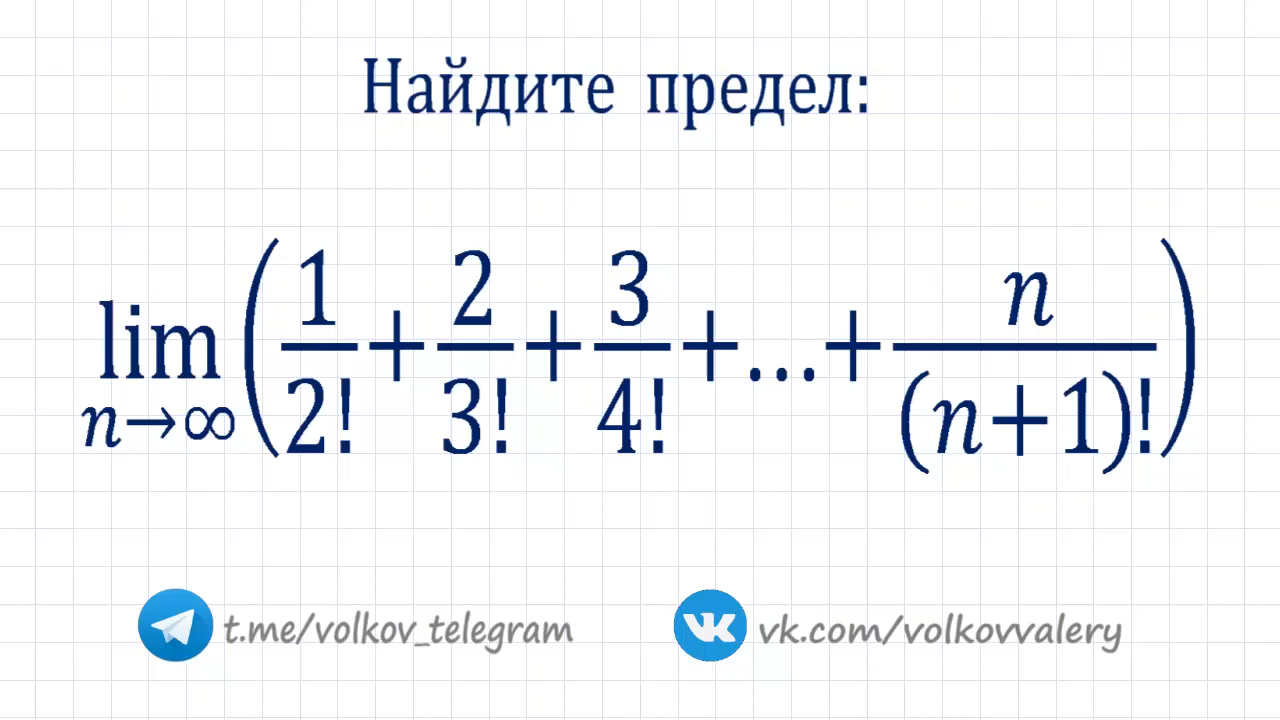 Найдите предел:
lim n→∞ (1/2! + 2/3! + 3/4! +...+ n/(n+1)!)
t.me/volkov_telegram
vk.com/volkovvalery